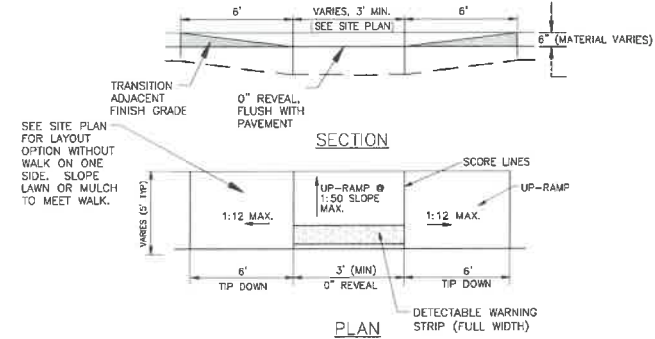 6'
VARIES, 3' MIN.
6'
[SEE SITE PLAN]
6" (MATERIAL VARIES)
TRANSITION
ADJACENT
FINISH GRADE
0" REVEAL,
FLUSH WITH
PAVEMENT
SECTION
SEE SITE PLAN
FOR LAYOUT
OPTION WITHOUT
WALK ON ONE
SIDE. SLOPE
LAWN OR MULCH
TO MEET WALK.
SCORE LINES
UP-RAMP @
1:50 SLOPE
MAX.
UP-RAMP
VARIES (5' TYP)
1:12 MAX.
1:12 MAX.
6'
3' (MIN)
6'
TIP DOWN
0" REVEAL
TIP DOWN
DETECTABLE WARNING
STRIP (FULL WIDTH)
PLAN